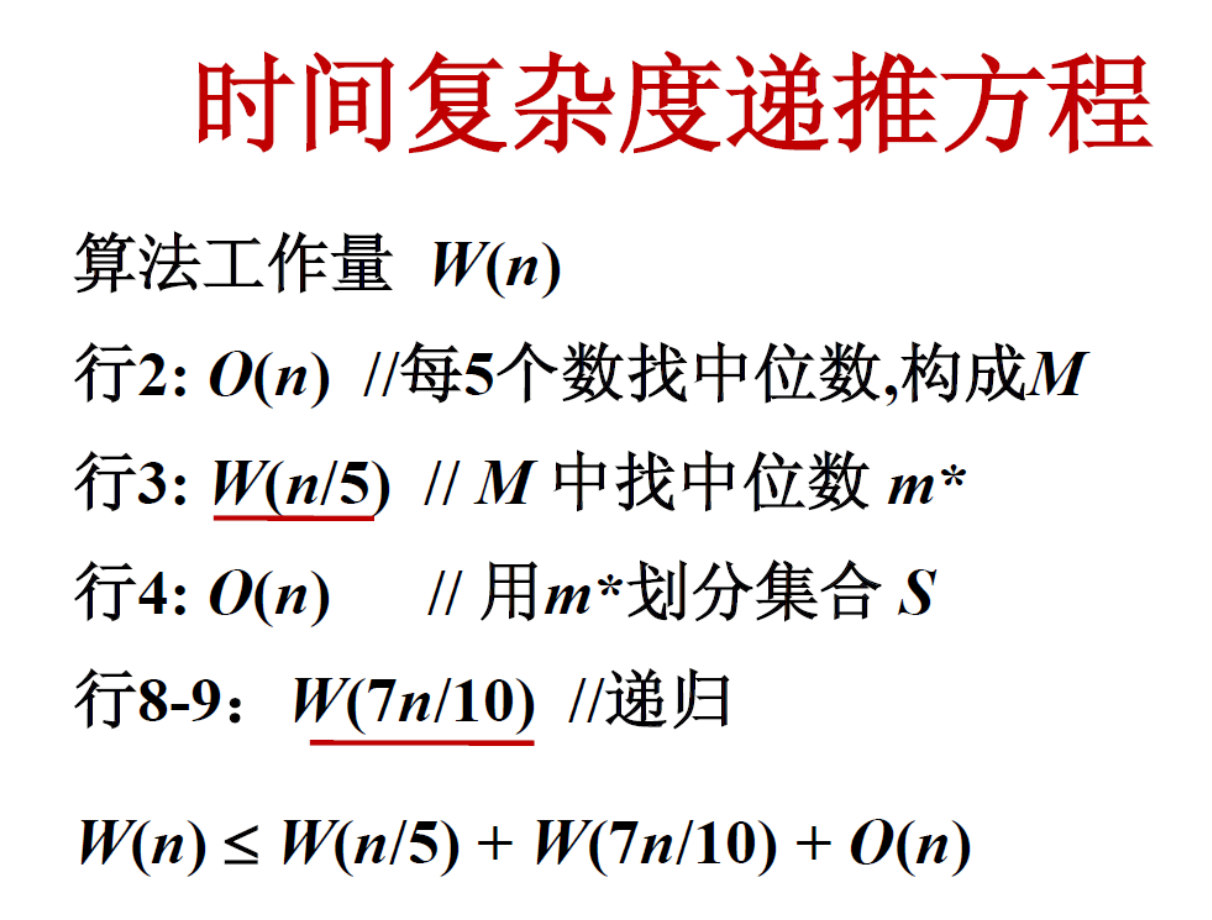 时间复杂度递推方程
算法工作量 W(n)
行2: O(n) //每5个数找中位数,构成M
行3: W(n/5) // M 中找中位数 m*
行4: O(n) // 用m*划分集合 S
行8-9：W(7n/10) //递归
W(n) ≤ W(n/5) + W(7n/10) + O(n)